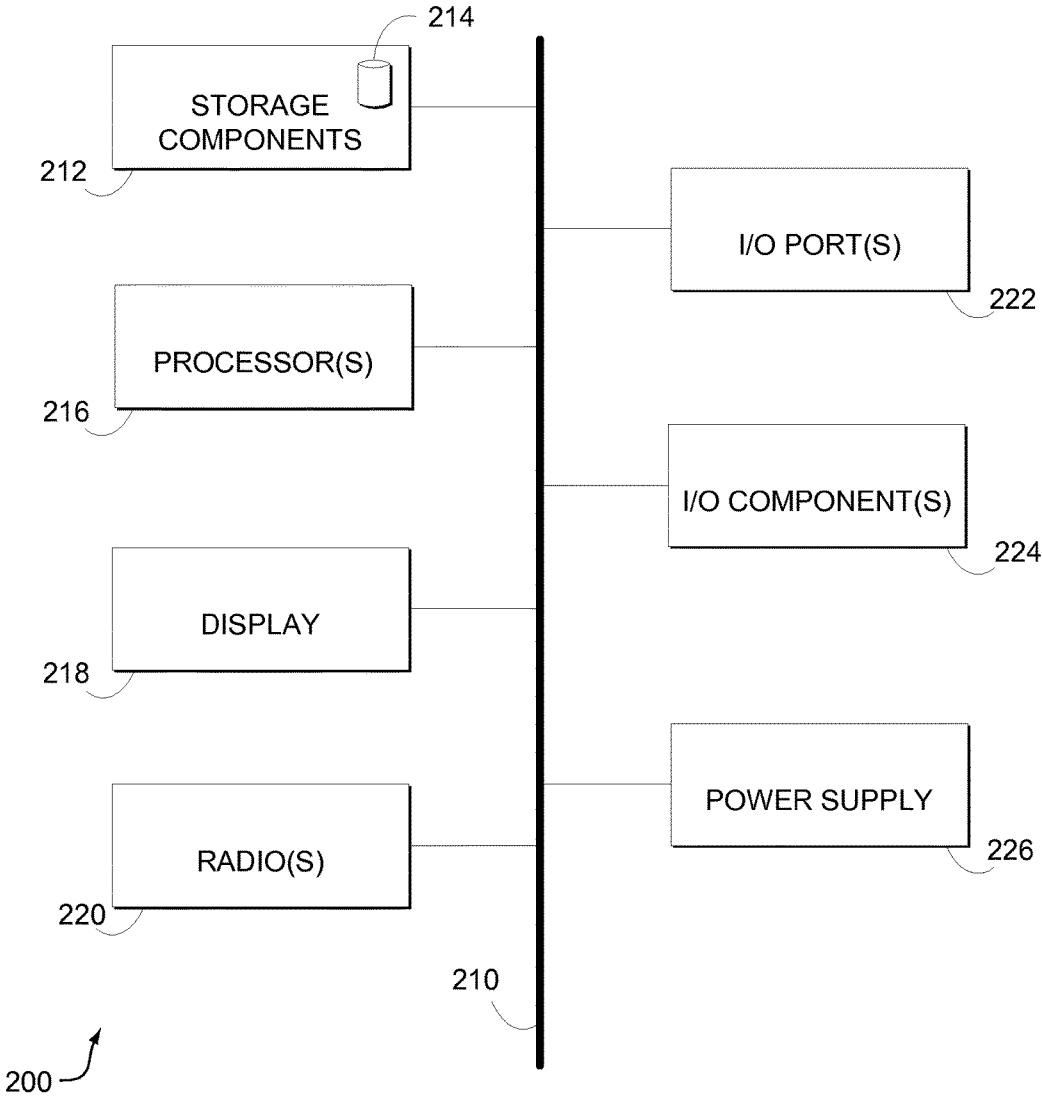 214
STORAGE
COMPONENTS
212
I/O PORT(S)
222
PROCESSOR(S)
216
I/O COMPONENT(S)
224
DISPLAY
218
POWER SUPPLY
226
RADIO(S)
220
210
200